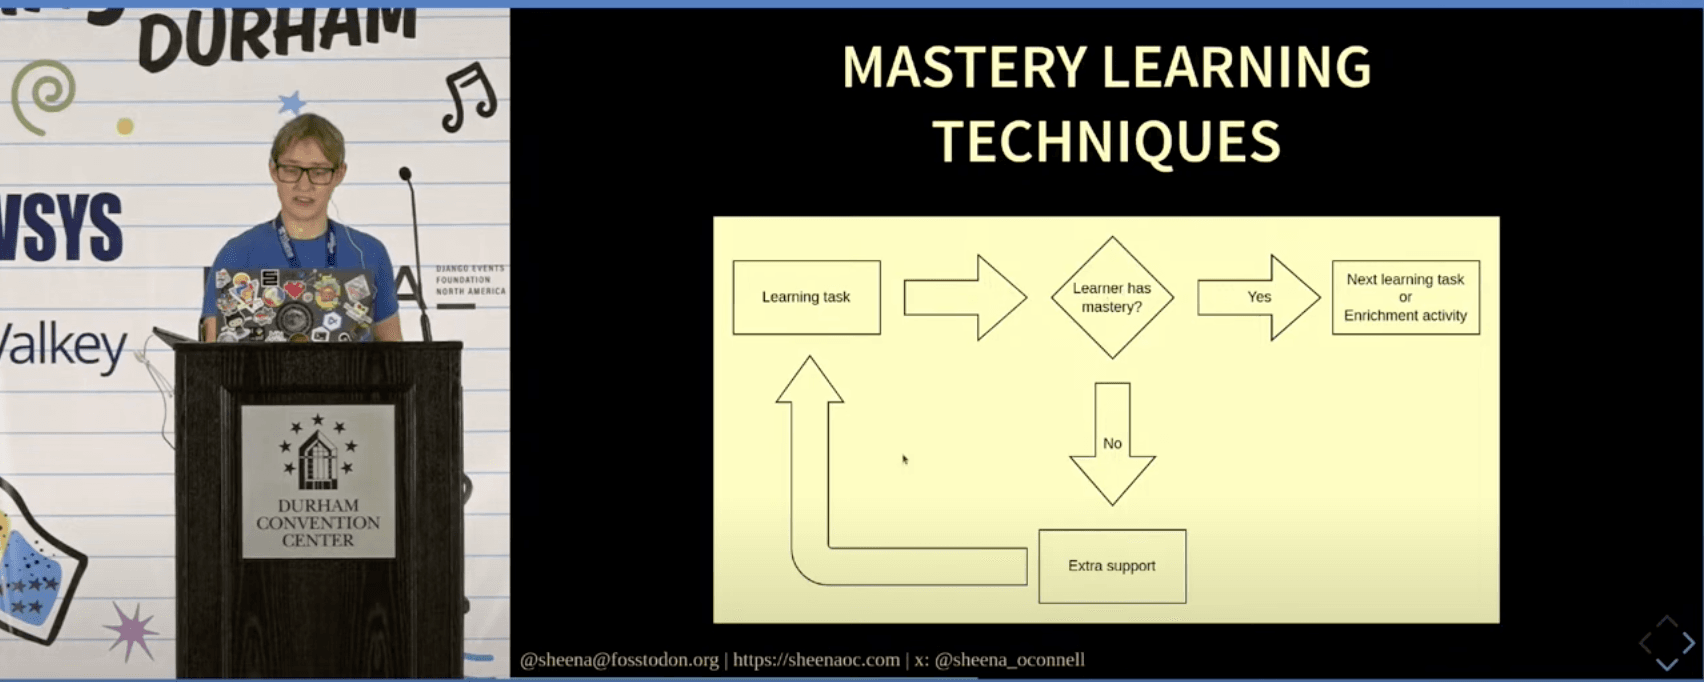 DURHAM
VSYS
Valkey
DJANGO EVENTS
FOUNDATION
NORTH AMERICA
DURHAM
CONVENTION
CENTER
MASTERY LEARNING
TECHNIQUES
Learning task
Learner has
mastery?
Yes
Next learning task
or
Enrichment activity
No
Extra support
@sheena@fosstodon.org | https://sheenaoc.com | x: @sheena_oconnell